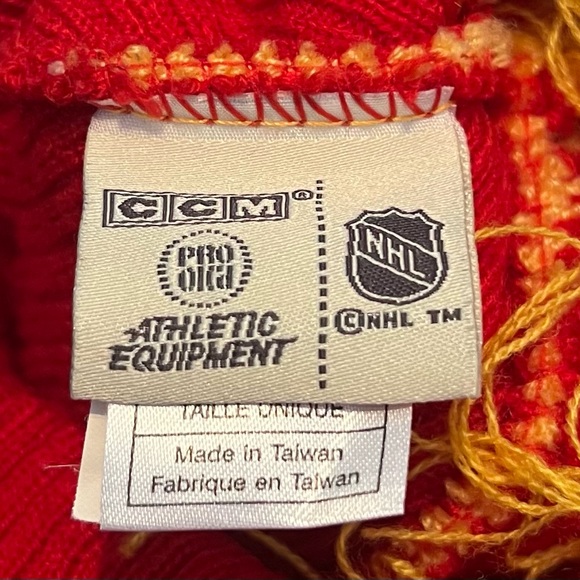 CCM®
PRO
ATHLETIC
EQUIPMENT
NHL
©NHL TM
TAILLE UNIQUE
Made in Taiwan
Fabrique en Taiwan